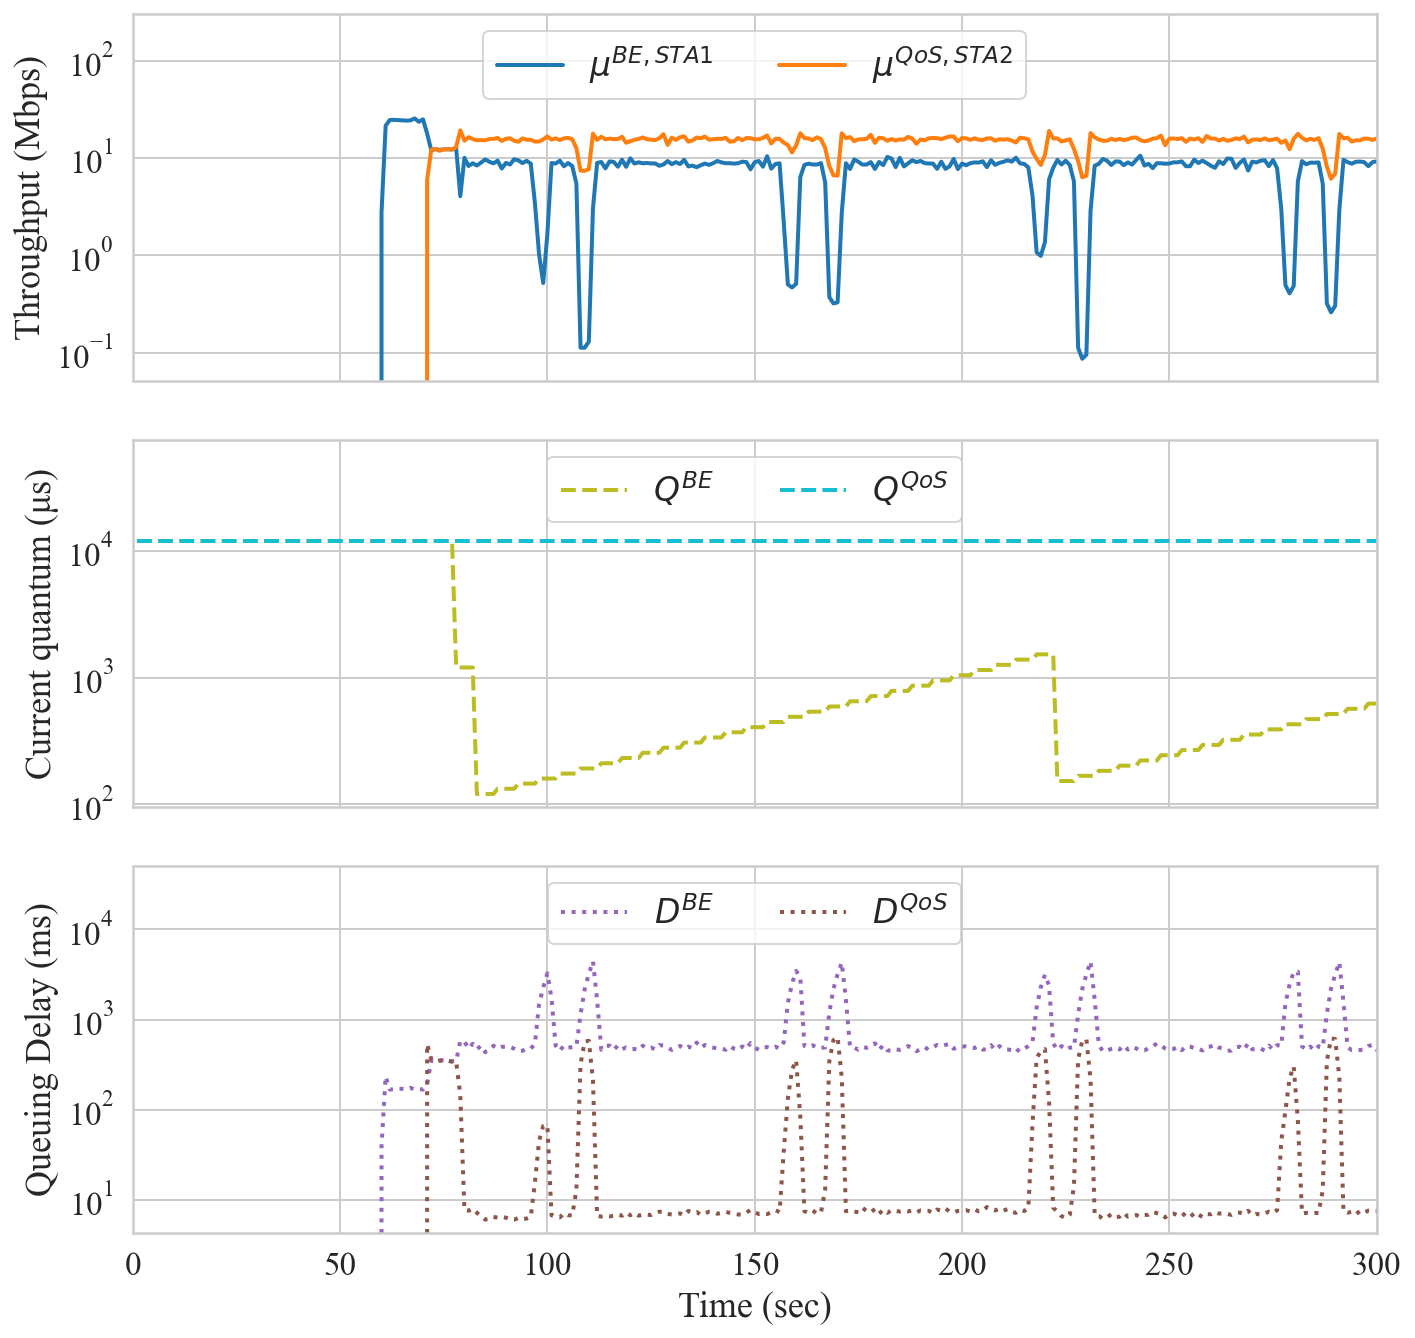 μ^{BE, STA1} μ^{QoS, STA2}
Throughput (Mbps)
10^2
10^1
10^0
10^{−1}
Q^{BE} Q^{QoS}
Current quantum (μs)
10^4
10^3
10^2
D^{BE} D^{QoS}
Queuing Delay (ms)
10^4
10^3
10^2
10^1
0 50 100 150 200 250 300
Time (sec)